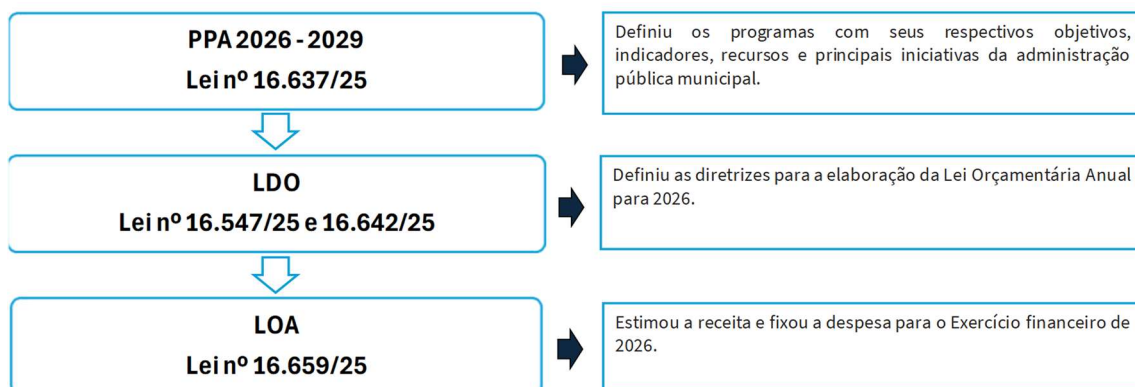 PPA 2026 - 2029
Lei nº 16.637/25
Definiu os programas com seus respectivos objetivos,
indicadores, recursos e principais iniciativas da administração
pública municipal.
LDO
Lei nº 16.547/25 e 16.642/25
Definiu as diretrizes para a elaboração da Lei Orçamentária Anual
para 2026.
LOA
Lei nº 16.659/25
Estimou a receita e fixou a despesa para o Exercício financeiro de
2026.